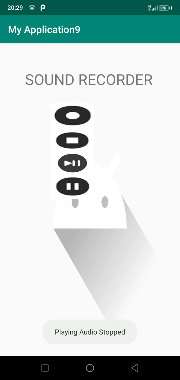 20:29
My Application9
SOUND RECORDER
Playing Audio Stopped